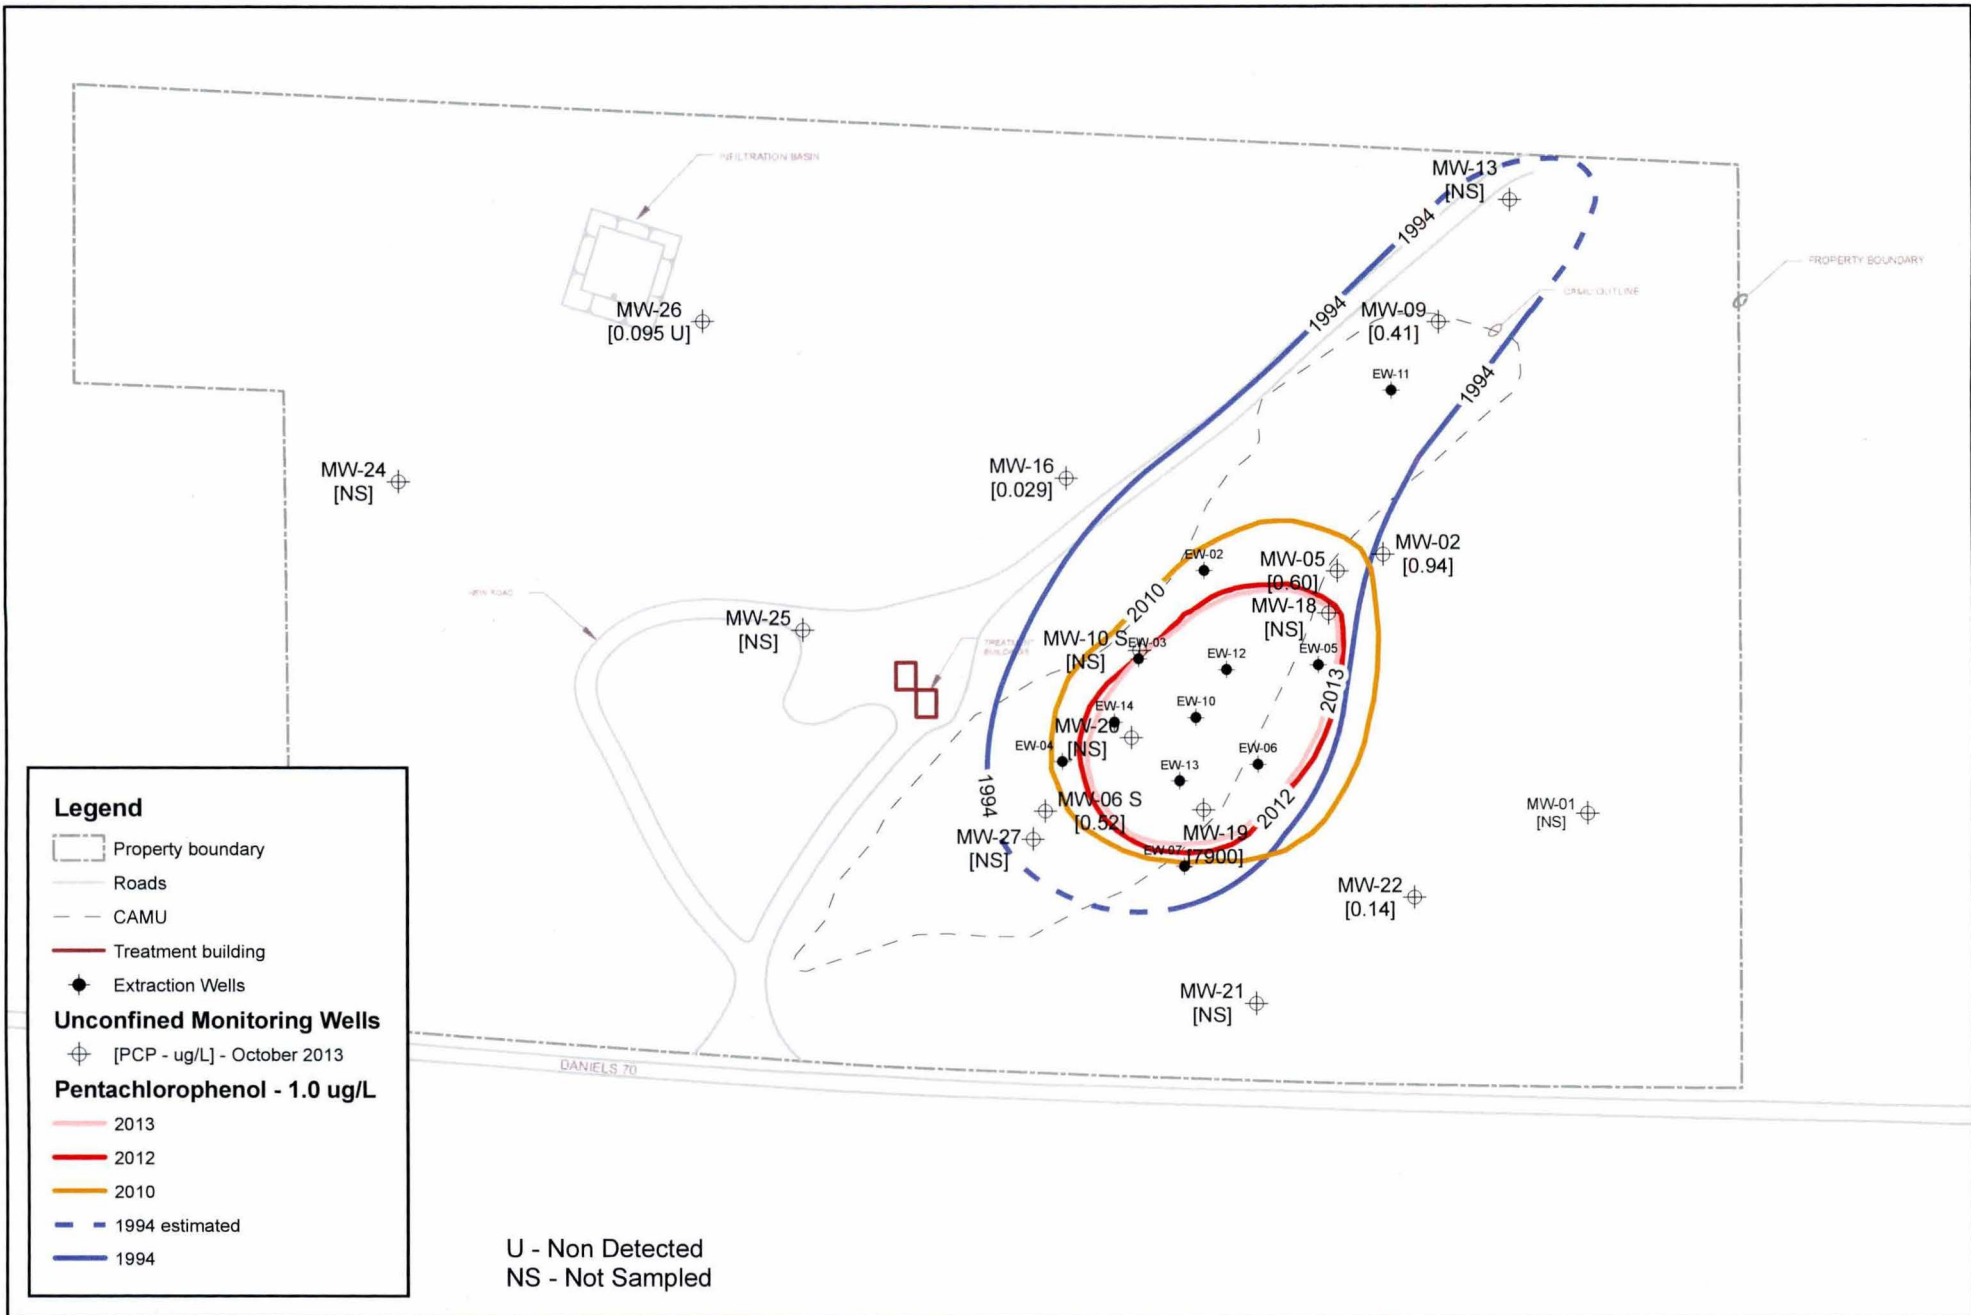 INFILTRATION BASIN
MW-13
[NS]
1994
PROPERTY BOUNDARY
CAMU OUTLINE
MW-26
[0.095 U]
1994
MW-09
[0.41]
EW-11
1994
MW-24
[NS]
MW-16
[0.029]
MW-02
[0.94]
EW-02
MW-05
[0.60]
NEW ROAD
2010
MW-18
[NS]
MW-25
[NS]
TREATMENT
BUILDINGS
MW-10 S
[NS]
EW-03
EW-12
EW-05
2013
EW-14
EW-10
MW-20
[NS]
EW-04
EW-06
EW-13
1994
MW-06 S
[0.52]
2012
MW-01
[NS]
MW-27
[NS]
MW-19
[7900]
EW-07
MW-22
[0.14]
MW-21
[NS]
DANIELS 70
Legend
Property boundary
Roads
CAMU
Treatment building
Extraction Wells
Unconfined Monitoring Wells
[PCP - ug/L] - October 2013
Pentachlorophenol - 1.0 ug/L
2013
2012
2010
1994 estimated
1994
U - Non Detected
NS - Not Sampled